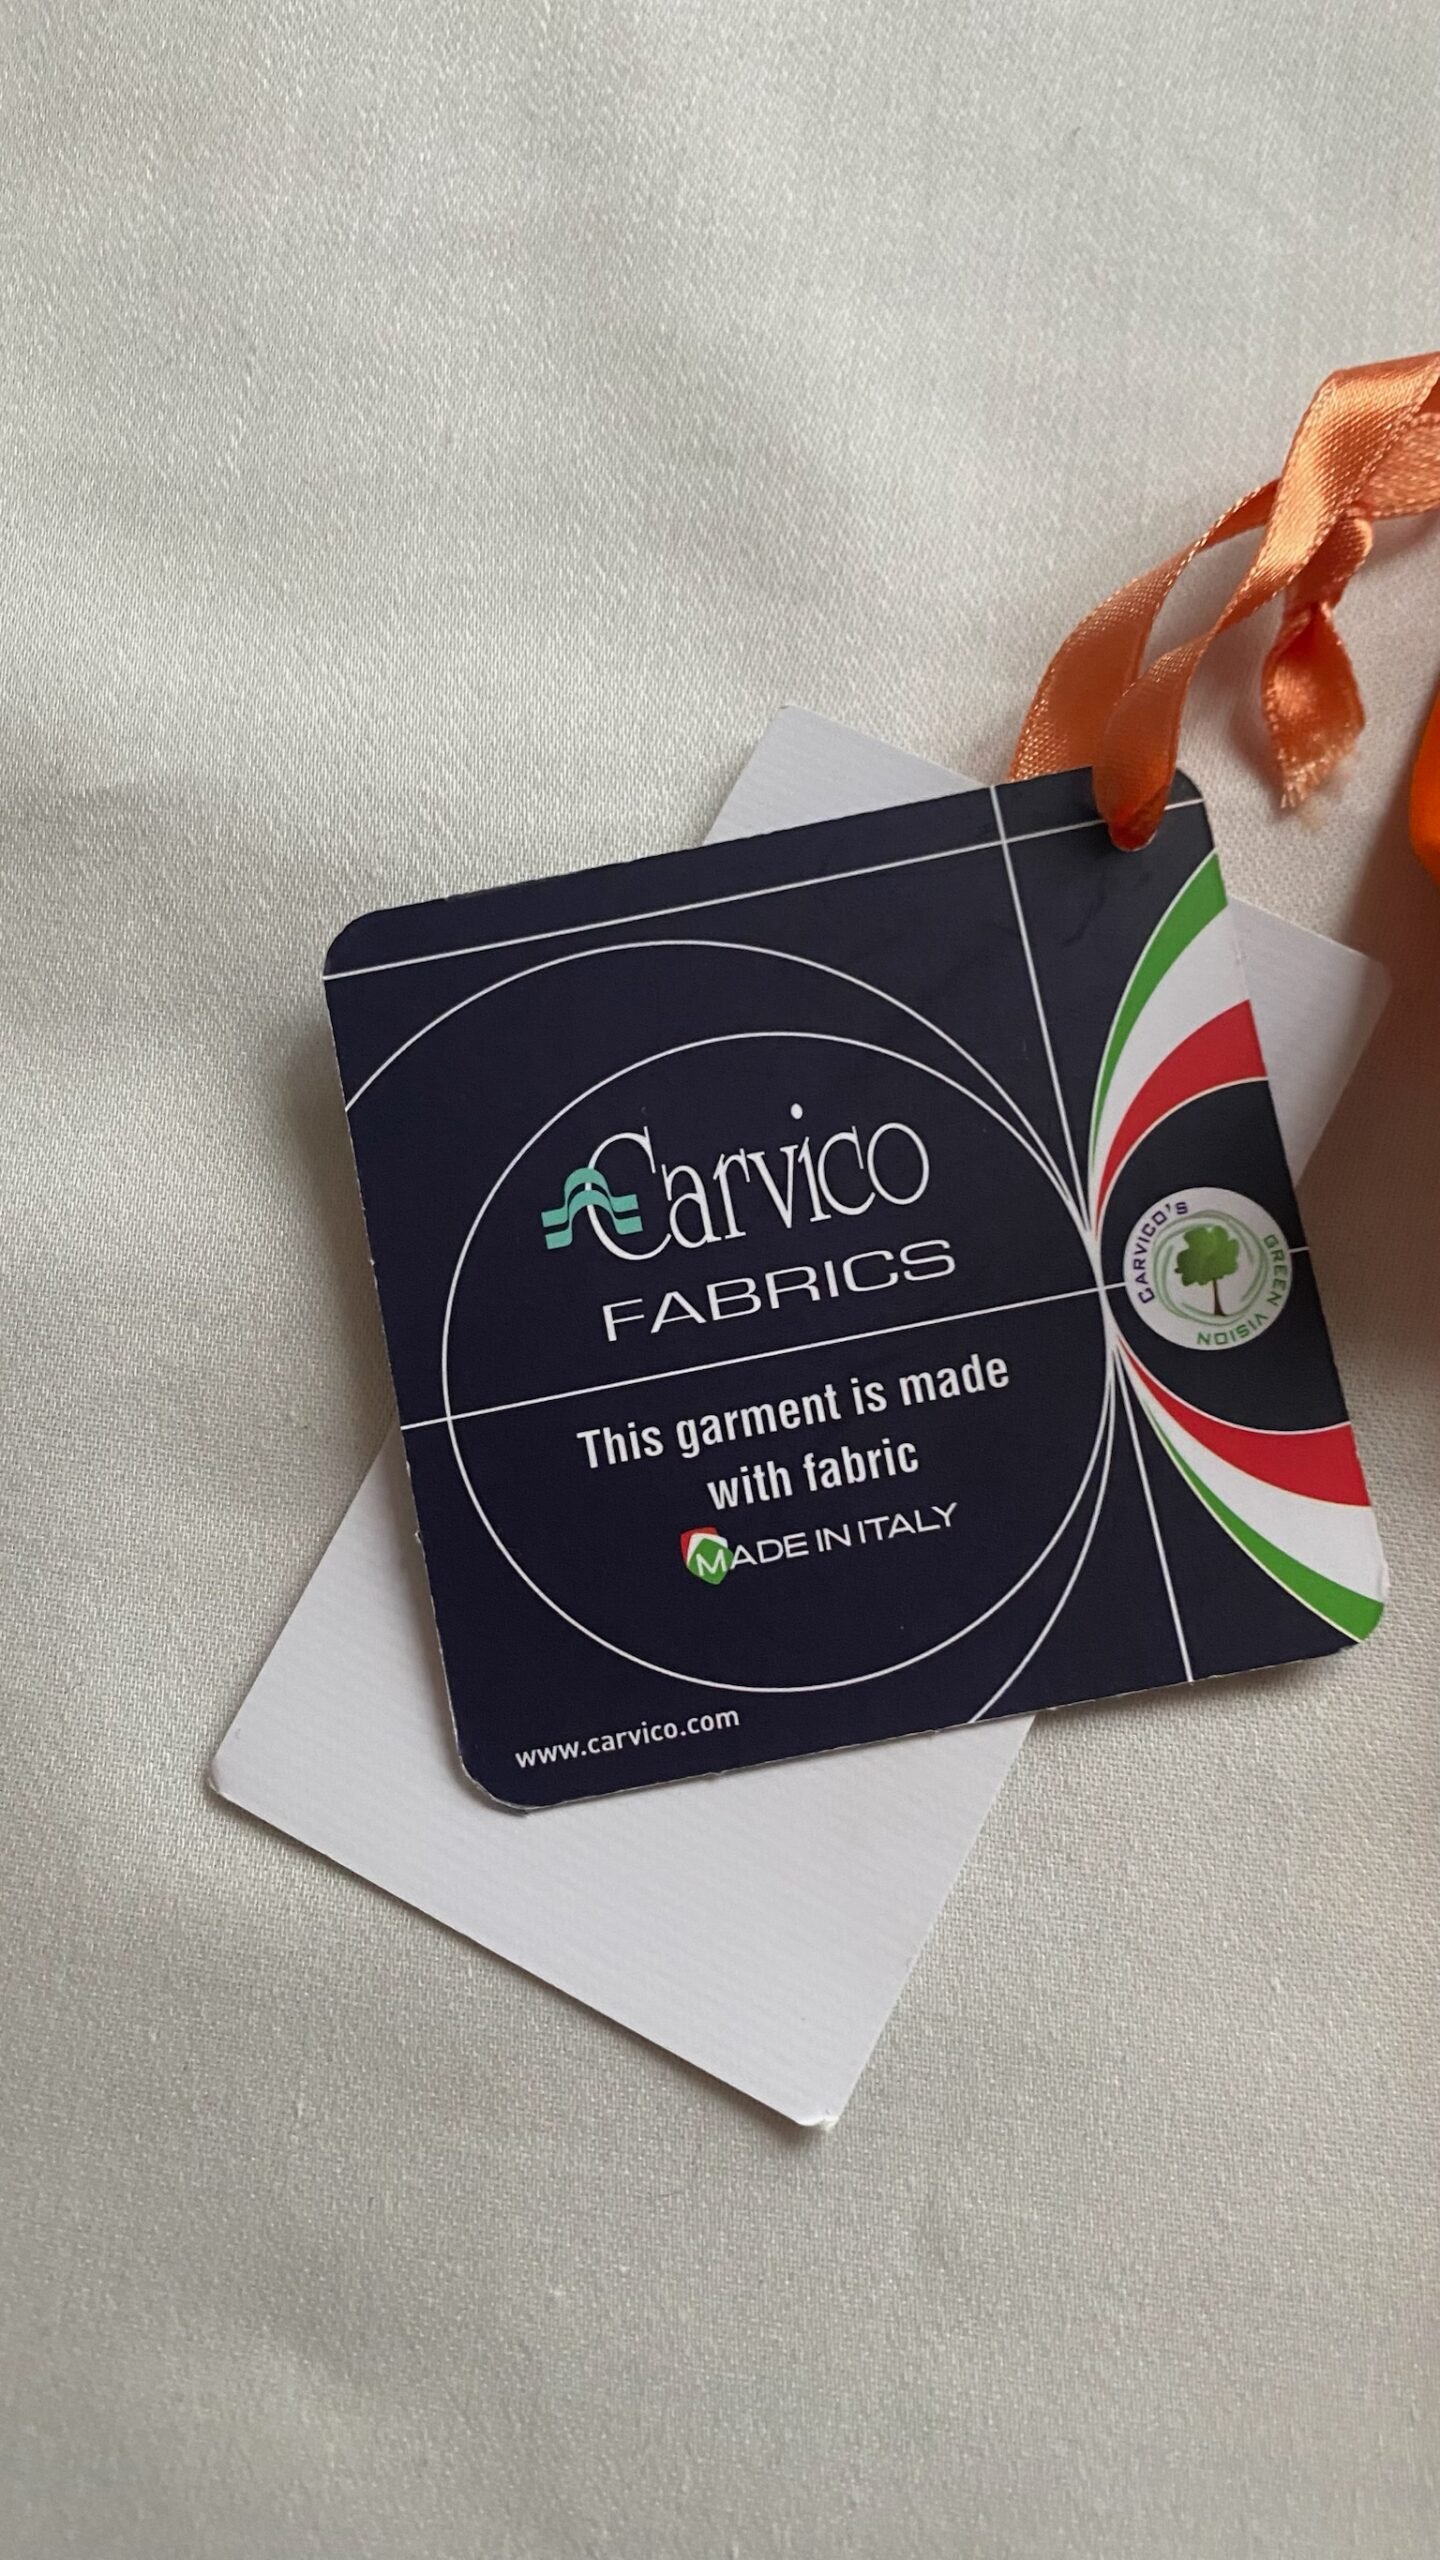 Carvico
FABRICS
This garment is made
with fabric
MADE IN ITALY
www.carvico.com
CARVICO'S
GREEN VISION